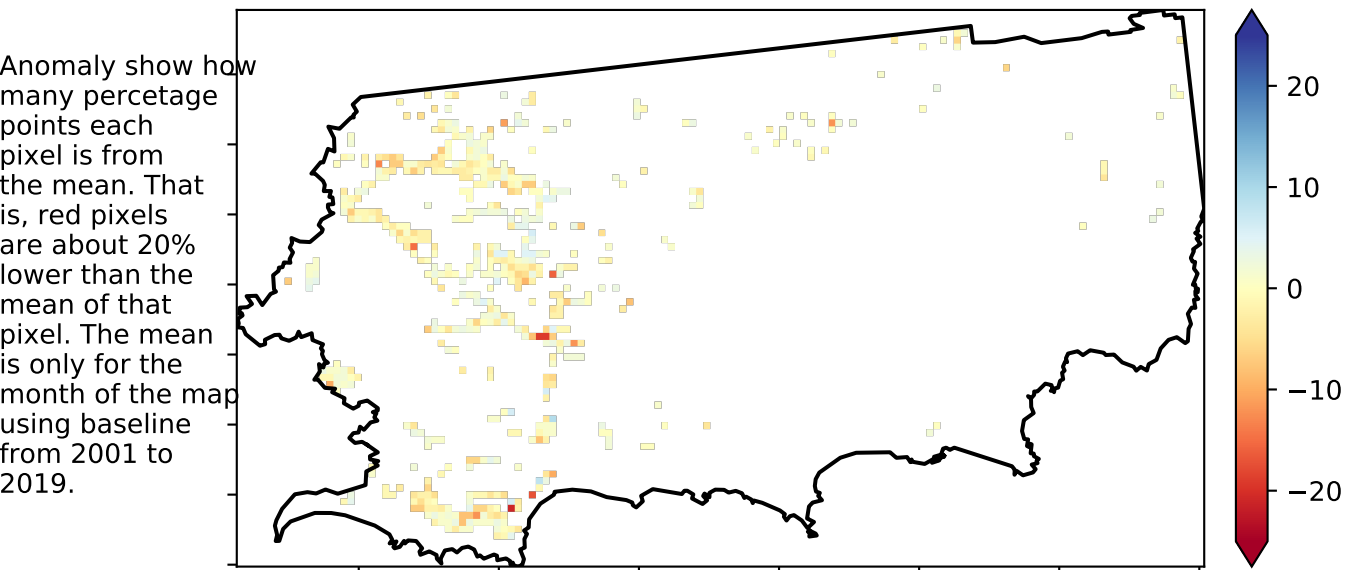 Anomaly show how
many percetage
points each
pixel is from
the mean. That
is, red pixels
are about 20%
lower than the
mean of that
pixel. The mean
is only for the
month of the map
using baseline
from 2001 to
2019.
20
10
0
−10
−20